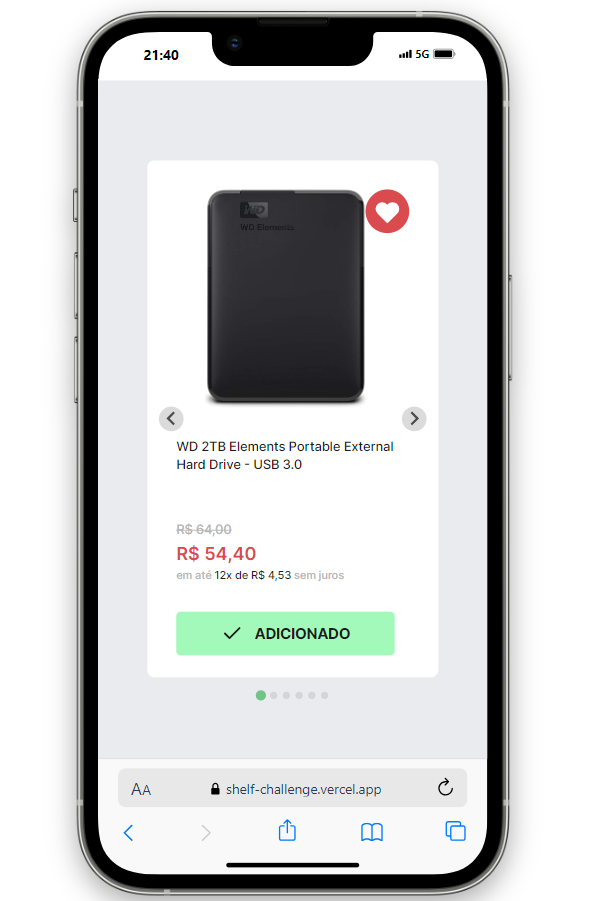 21:40
5G
WD
WD Elements
WD 2TB Elements Portable External
Hard Drive - USB 3.0
R$ 64,00
R$ 54,40
em até 12x de R$ 4,53 sem juros
ADICIONADO
AA
shelf-challenge.vercel.app